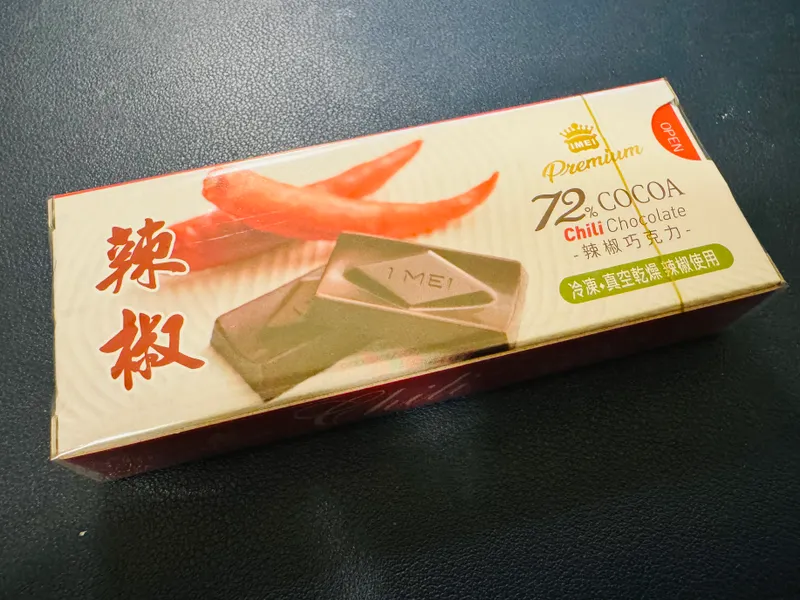 辣椒
IMEI
Premium
72% COCOA
Chili Chocolate
-辣椒巧克力-
冷凍+真空乾燥 辣椒使用
OPEN
I MEI
Chili